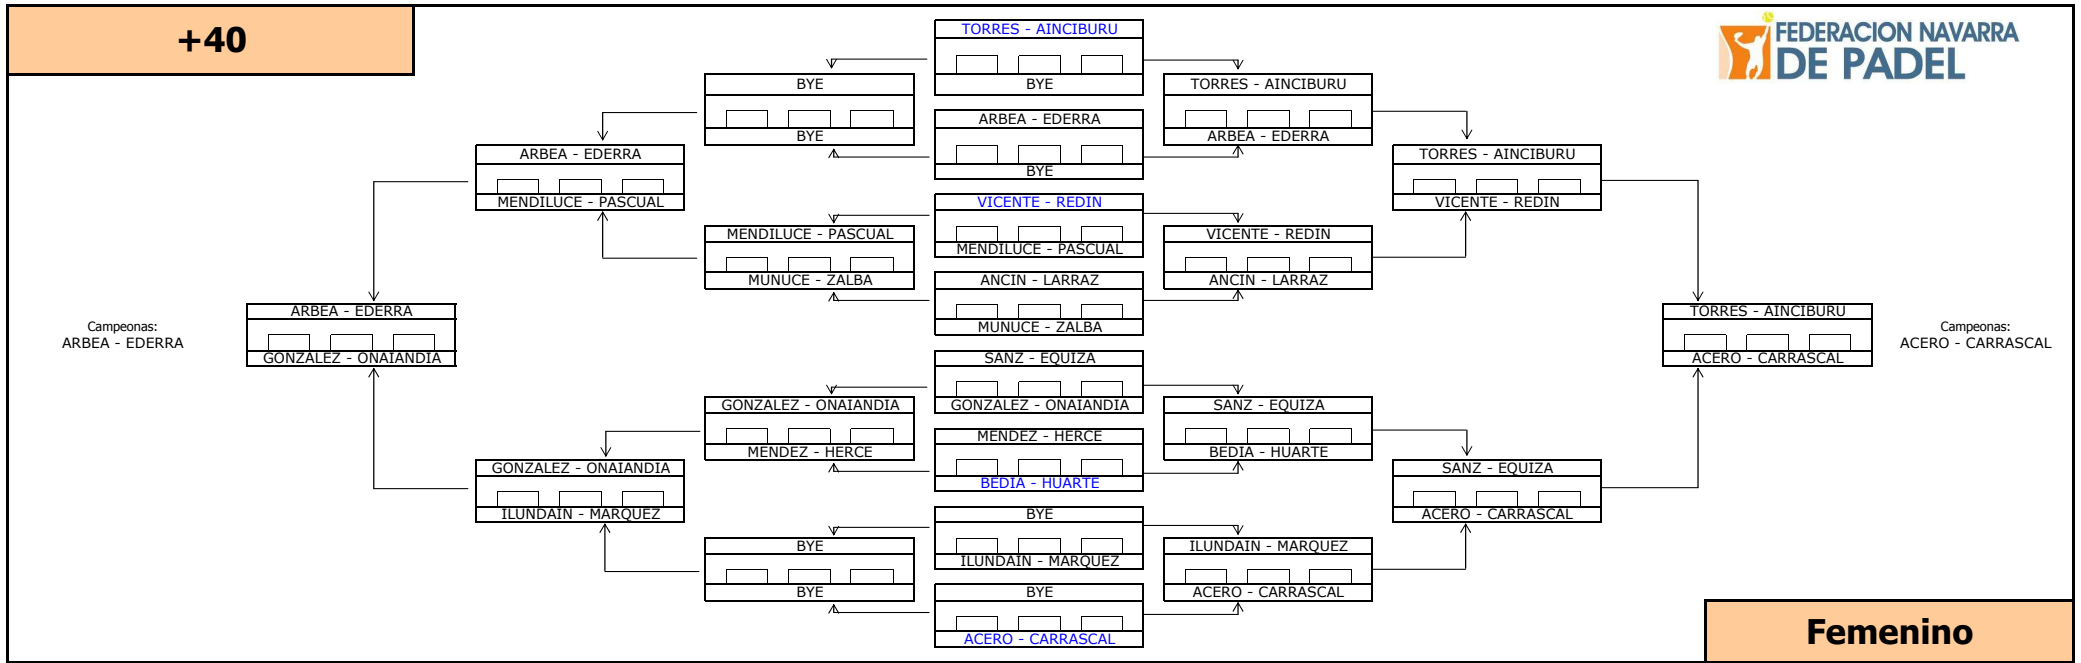 +40
FEDERACION NAVARRA
DE PADEL
TORRES - AINCIBURU
BYE
ARBEA - EDERRA
BYE
VICENTE - REDIN
MENDILUCE - PASCUAL
ANCIN - LARRAZ
MUNUCE - ZALBA
SANZ - EQUIZA
GONZALEZ - ONAIANDIA
MENDEZ - HERCE
BEDIA - HUARTE
BYE
ILUNDAIN - MARQUEZ
BYE
ACERO - CARRASCAL
BYE
BYE
MENDILUCE - PASCUAL
MUNUCE - ZALBA
GONZALEZ - ONAIANDIA
MENDEZ - HERCE
BYE
BYE
ARBEA - EDERRA
MENDILUCE - PASCUAL
GONZALEZ - ONAIANDIA
ILUNDAIN - MARQUEZ
ARBEA - EDERRA
GONZALEZ - ONAIANDIA
Campeonas:
ARBEA - EDERRA
TORRES - AINCIBURU
ARBEA - EDERRA
VICENTE - REDIN
ANCIN - LARRAZ
SANZ - EQUIZA
BEDIA - HUARTE
ILUNDAIN - MARQUEZ
ACERO - CARRASCAL
TORRES - AINCIBURU
VICENTE - REDIN
SANZ - EQUIZA
ACERO - CARRASCAL
TORRES - AINCIBURU
ACERO - CARRASCAL
Campeonas:
ACERO - CARRASCAL
Femenino